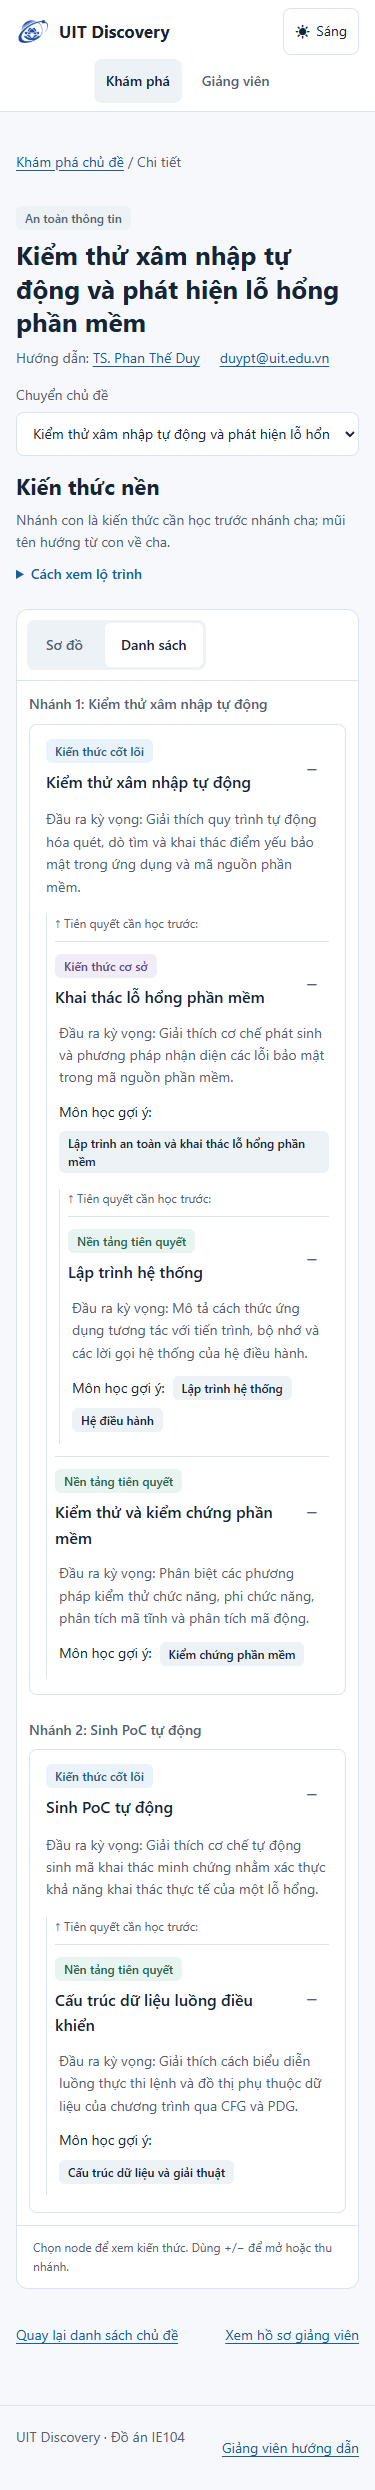 UIT Discovery
Sáng
Khám phá Giảng viên
Khám phá chủ đề / Chi tiết
An toàn thông tin
Kiểm thử xâm nhập tự
động và phát hiện lỗ hổng
phần mềm
Hướng dẫn: TS. Phan Thế Duy duypt@uit.edu.vn
Chuyển chủ đề
Kiểm thử xâm nhập tự động và phát hiện lỗ hổn
Kiến thức nền
Nhánh con là kiến thức cần học trước nhánh cha; mũi
tên hướng từ con về cha.
Cách xem lộ trình
Sơ đồ Danh sách
Nhánh 1: Kiểm thử xâm nhập tự động
Kiến thức cốt lõi
Kiểm thử xâm nhập tự động
−
Đầu ra kỳ vọng: Giải thích quy trình tự động
hóa quét, dò tìm và khai thác điểm yếu bảo
mật trong ứng dụng và mã nguồn phần
mềm.
↑ Tiên quyết cần học trước:
Kiến thức cơ sở
Khai thác lỗ hổng phần mềm
−
Đầu ra kỳ vọng: Giải thích cơ chế phát sinh
và phương pháp nhận diện các lỗi bảo mật
trong mã nguồn phần mềm.
Môn học gợi ý:
Lập trình an toàn và khai thác lỗ hổng phần
mềm
↑ Tiên quyết cần học trước:
Nền tảng tiên quyết
Lập trình hệ thống
−
Đầu ra kỳ vọng: Mô tả cách thức ứng
dụng tương tác với tiến trình, bộ nhớ và
các lời gọi hệ thống của hệ điều hành.
Môn học gợi ý: Lập trình hệ thống
Hệ điều hành
Nền tảng tiên quyết
Kiểm thử và kiểm chứng phần
mềm
−
Đầu ra kỳ vọng: Phân biệt các phương
pháp kiểm thử chức năng, phi chức năng,
phân tích mã tĩnh và phân tích mã động.
Môn học gợi ý: Kiểm chứng phần mềm
Nhánh 2: Sinh PoC tự động
Kiến thức cốt lõi
Sinh PoC tự động
−
Đầu ra kỳ vọng: Giải thích cơ chế tự động
sinh mã khai thác minh chứng nhằm xác thực
khả năng khai thác thực tế của một lỗ hổng.
↑ Tiên quyết cần học trước:
Nền tảng tiên quyết
Cấu trúc dữ liệu luồng điều
khiển
−
Đầu ra kỳ vọng: Giải thích cách biểu diễn
luồng thực thi lệnh và đồ thị phụ thuộc dữ
liệu của chương trình qua CFG và PDG.
Môn học gợi ý:
Cấu trúc dữ liệu và giải thuật
Chọn node để xem kiến thức. Dùng +/− để mở hoặc thu
nhánh.
Quay lại danh sách chủ đề Xem hồ sơ giảng viên
UIT Discovery · Đồ án IE104
Giảng viên hướng dẫn